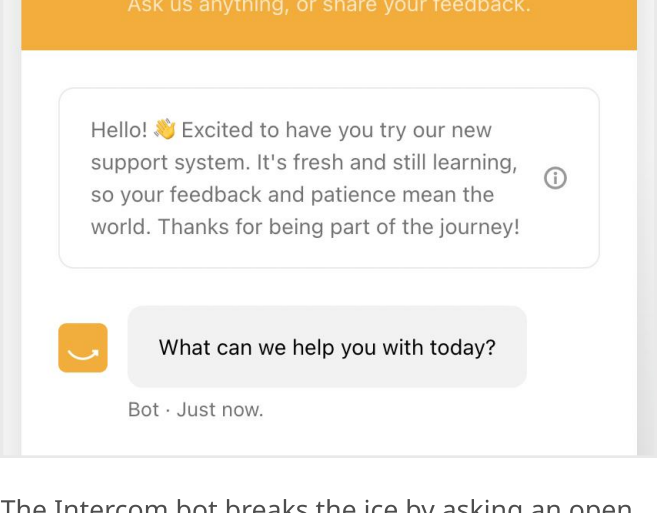 Ask us anything, or share your feedback.
Hello! 👋 Excited to have you try our new
support system. It's fresh and still learning,
so your feedback and patience mean the
world. Thanks for being part of the journey!
What can we help you with today?
Bot · Just now.
The Intercom bot breaks the ice by asking an open